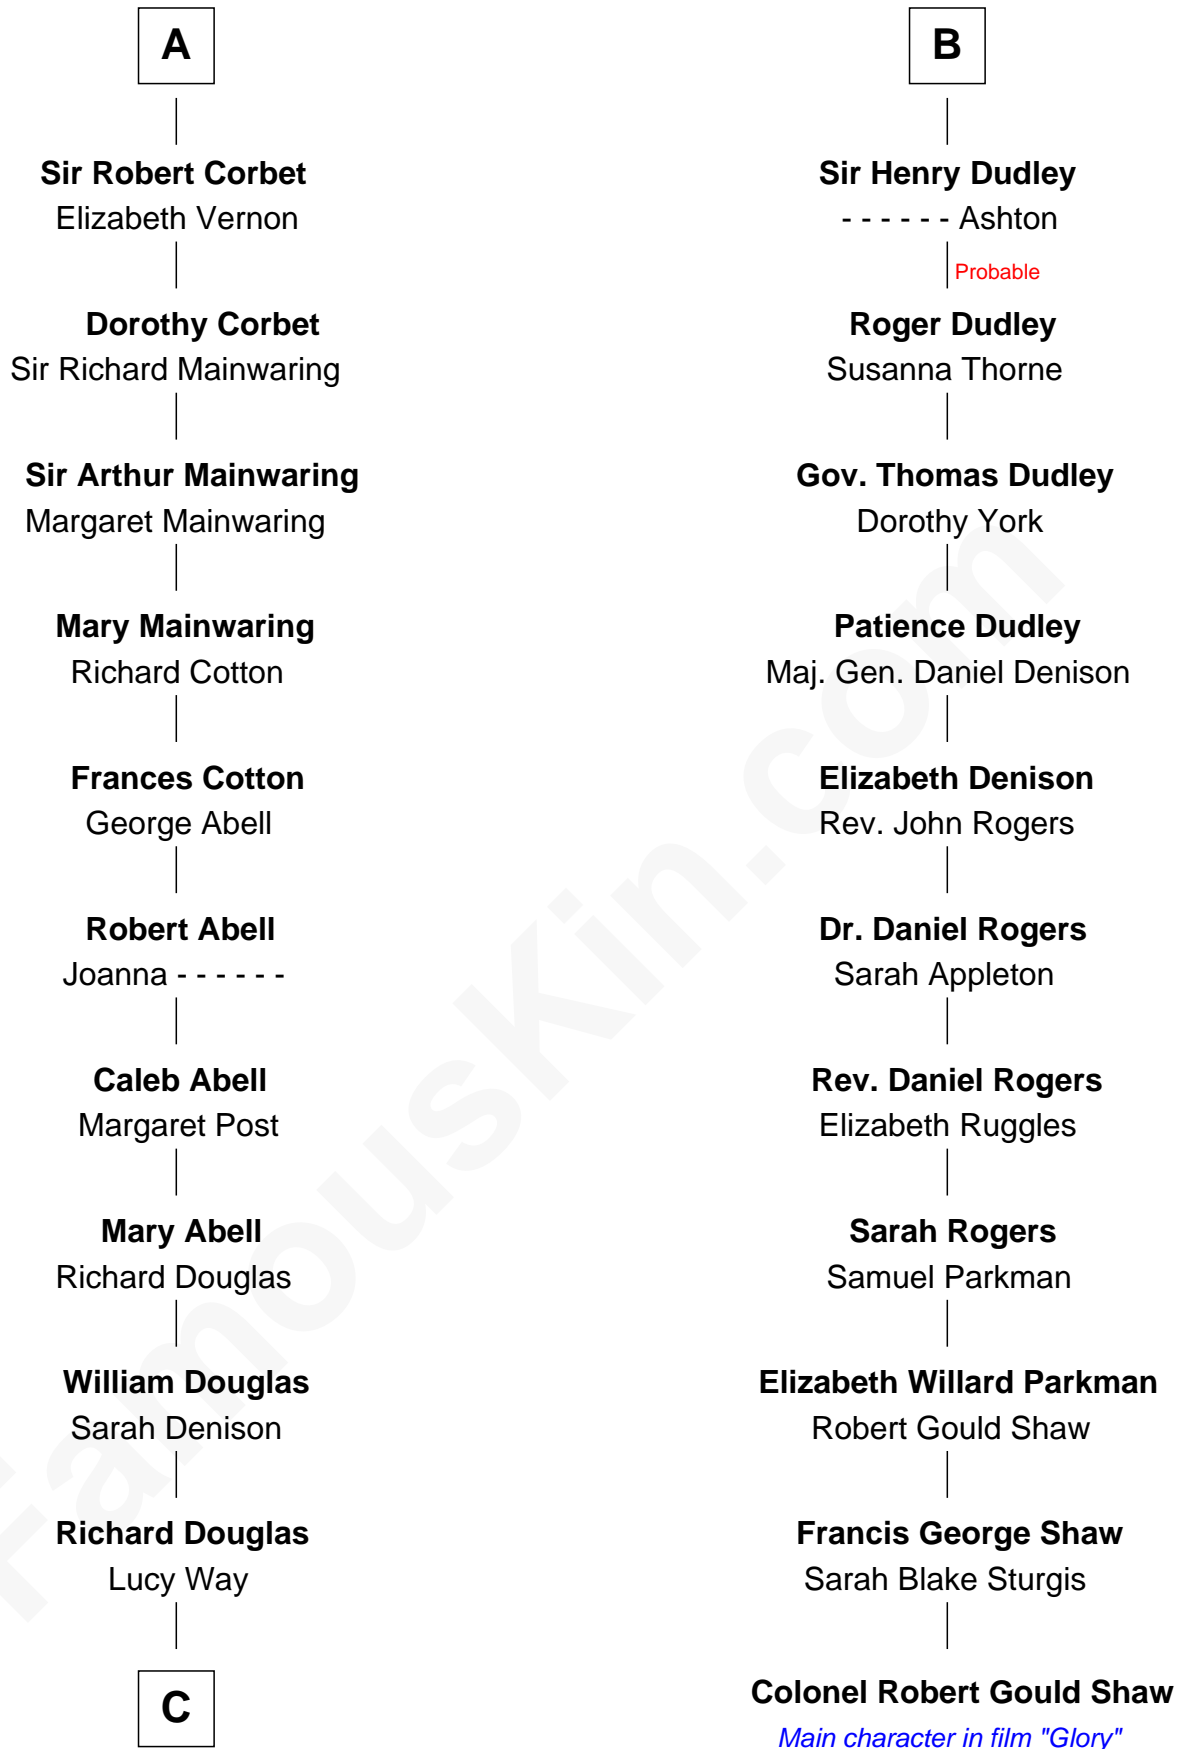 A
Sir Robert Corbet
Elizabeth Vernon
Dorothy Corbet
Sir Richard Mainwaring
Sir Arthur Mainwaring
Margaret Mainwaring
Mary Mainwaring
Richard Cotton
Frances Cotton
George Abell
Robert Abell
Joanna - - - - - -
Caleb Abell
Margaret Post
Mary Abell
Richard Douglas
William Douglas
Sarah Denison
Richard Douglas
Lucy Way
C
B
Sir Henry Dudley
- - - - - - Ashton
Probable
Roger Dudley
Susanna Thorne
Gov. Thomas Dudley
Dorothy York
Patience Dudley
Maj. Gen. Daniel Denison
Elizabeth Denison
Rev. John Rogers
Dr. Daniel Rogers
Sarah Appleton
Rev. Daniel Rogers
Elizabeth Ruggles
Sarah Rogers
Samuel Parkman
Elizabeth Willard Parkman
Robert Gould Shaw
Francis George Shaw
Sarah Blake Sturgis
Colonel Robert Gould Shaw
Main character in film "Glory"
FamousKin.com